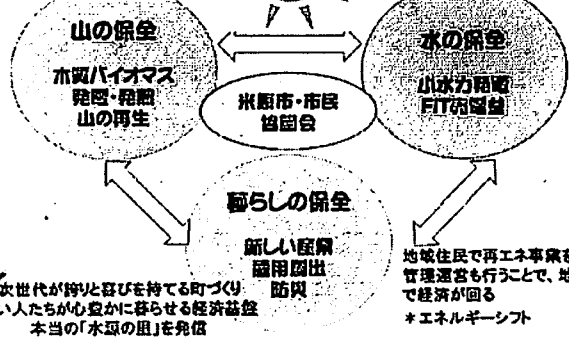 山の保全
木質バイオマス
発電・発熱
山の再生
水の保全
小水力発電
FITの収益
米原市・市民
協議会
暮らしの保全
新しい産業
雇用創出
防災
次世代が誇りと喜びを持てる町づくり
い人たちが心豊かに暮らせる経済基盤
本当の「水源の里」を発信
地域住民で再エネ事業を
管理運営も行うことで、地
で経済が回る
*エネルギーシフト